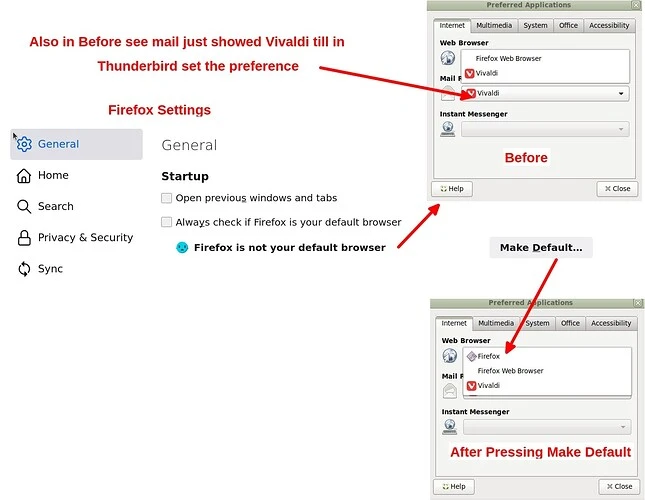 Also in Before see mail just showed Vivaldi till in
Thunderbird set the preference
Firefox Settings
General
Home
Search
Privacy & Security
Sync
General
Startup
Open previous windows and tabs
Always check if Firefox is your default browser
Firefox is not your default browser
Preferred Applications
Internet
Multimedia
System
Office
Accessibility
Web Browser
Firefox Web Browser
Vivaldi
Mail R
Vivaldi
Instant Messenger
Before
Help
Close
Make Default...
Preferred Applications
Internet
Multimedia
System
Office
Accessibility
Web Browser
Firefox
Firefox Web Browser
Vivaldi
Mail R
Instant Messenger
After Pressing Make Default
Help
Close